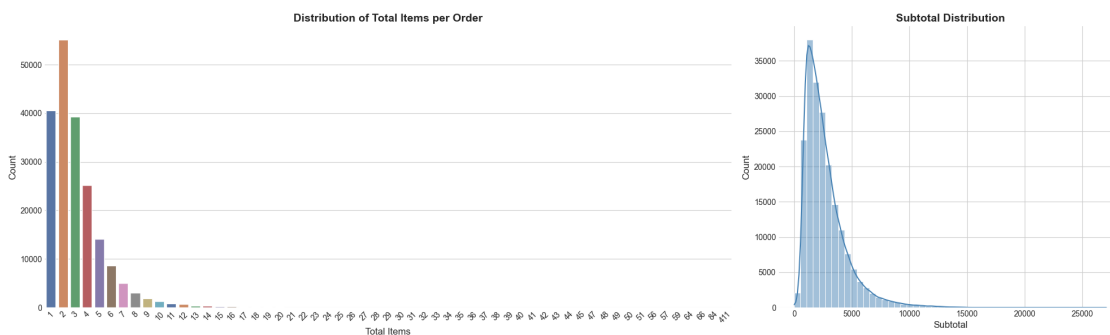 Distribution of Total Items per Order
Count
50000
40000
30000
20000
10000
0
1 2 3 4 5 6 7 8 9 10 11 12 13 14 15 16 17 18 19 20 21 22 23 24 25 26 27 28 29 30 31 32 33 34 35 36 37 38 39 40 41 42 43 44 45 47 48 49 50 51 56 57 59 64 66 84 411
Total Items
Subtotal Distribution
Count
35000
30000
25000
20000
15000
10000
5000
0
0 5000 10000 15000 20000 25000
Subtotal